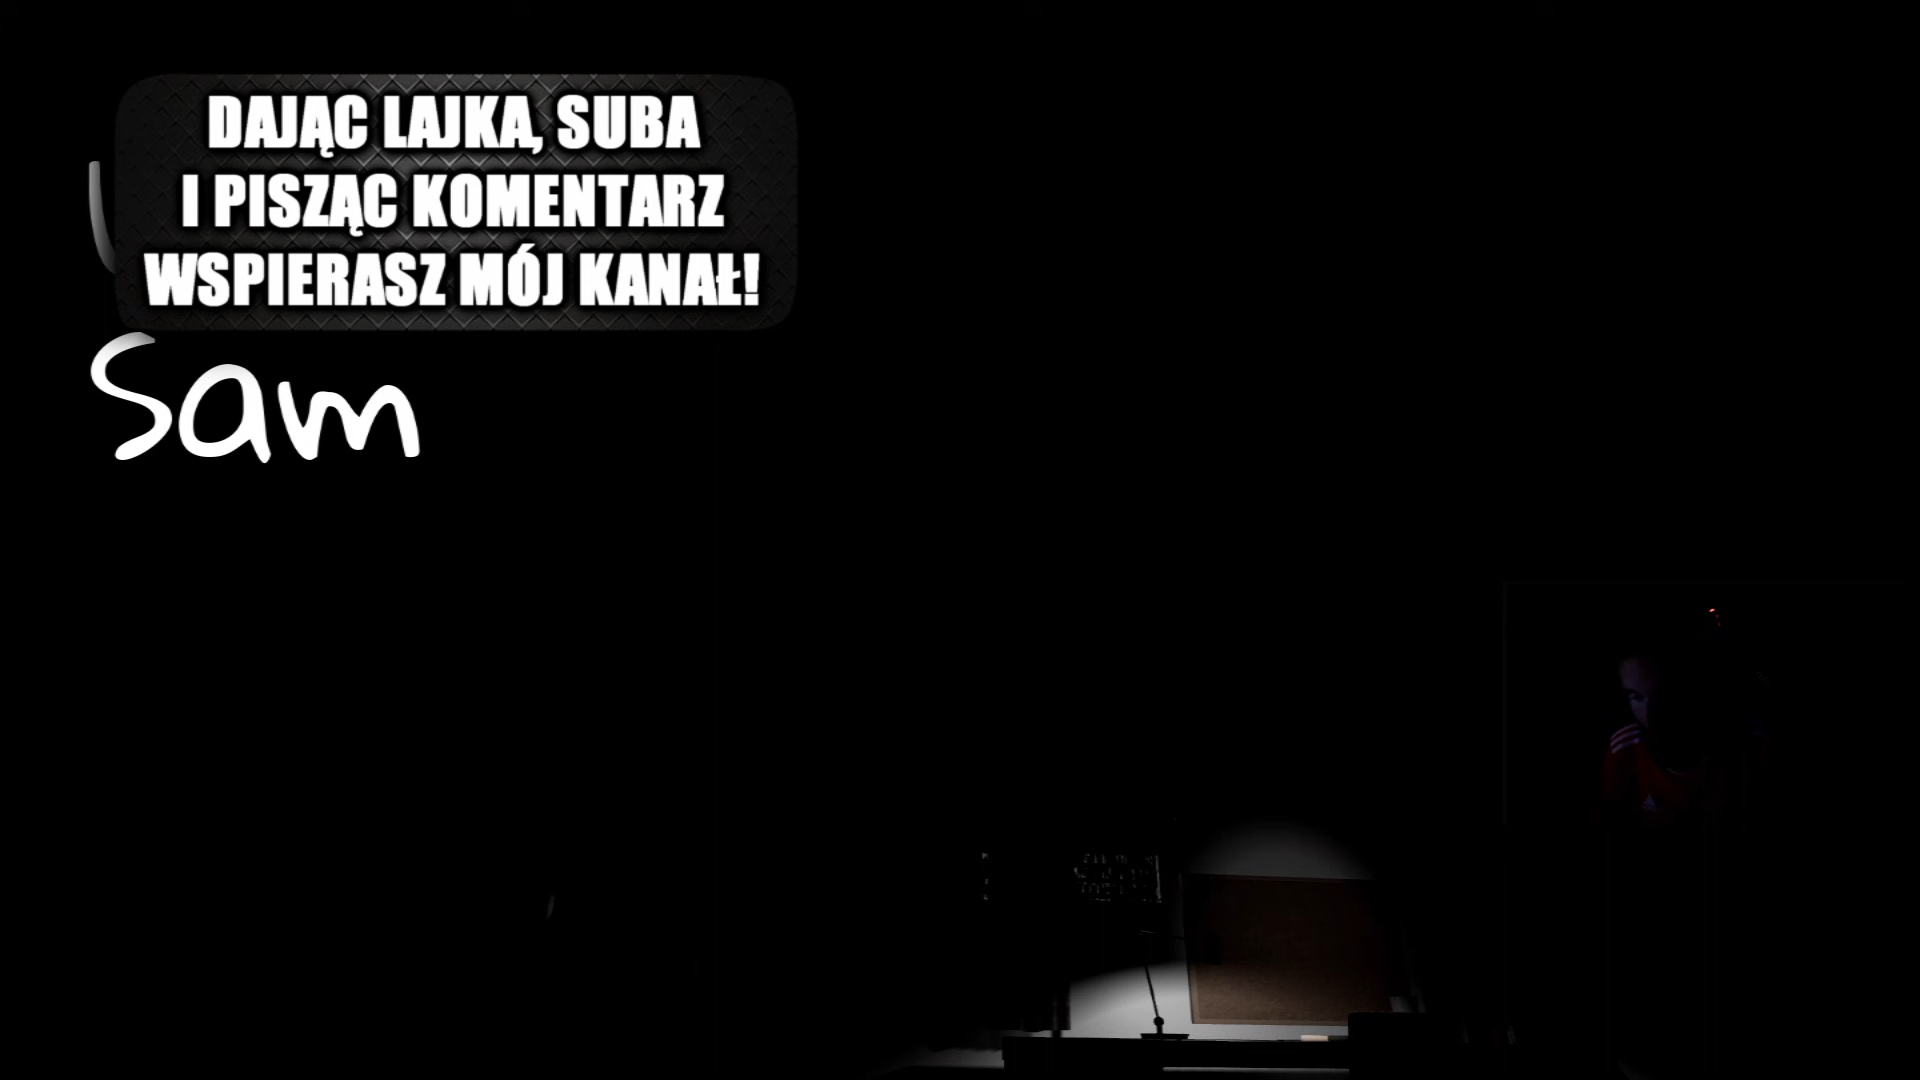 DAJĄC LAJKA, SUBA
I PISZĄC KOMENTARZ
WSPIERASZ MÓJ KANAŁ!
Sam